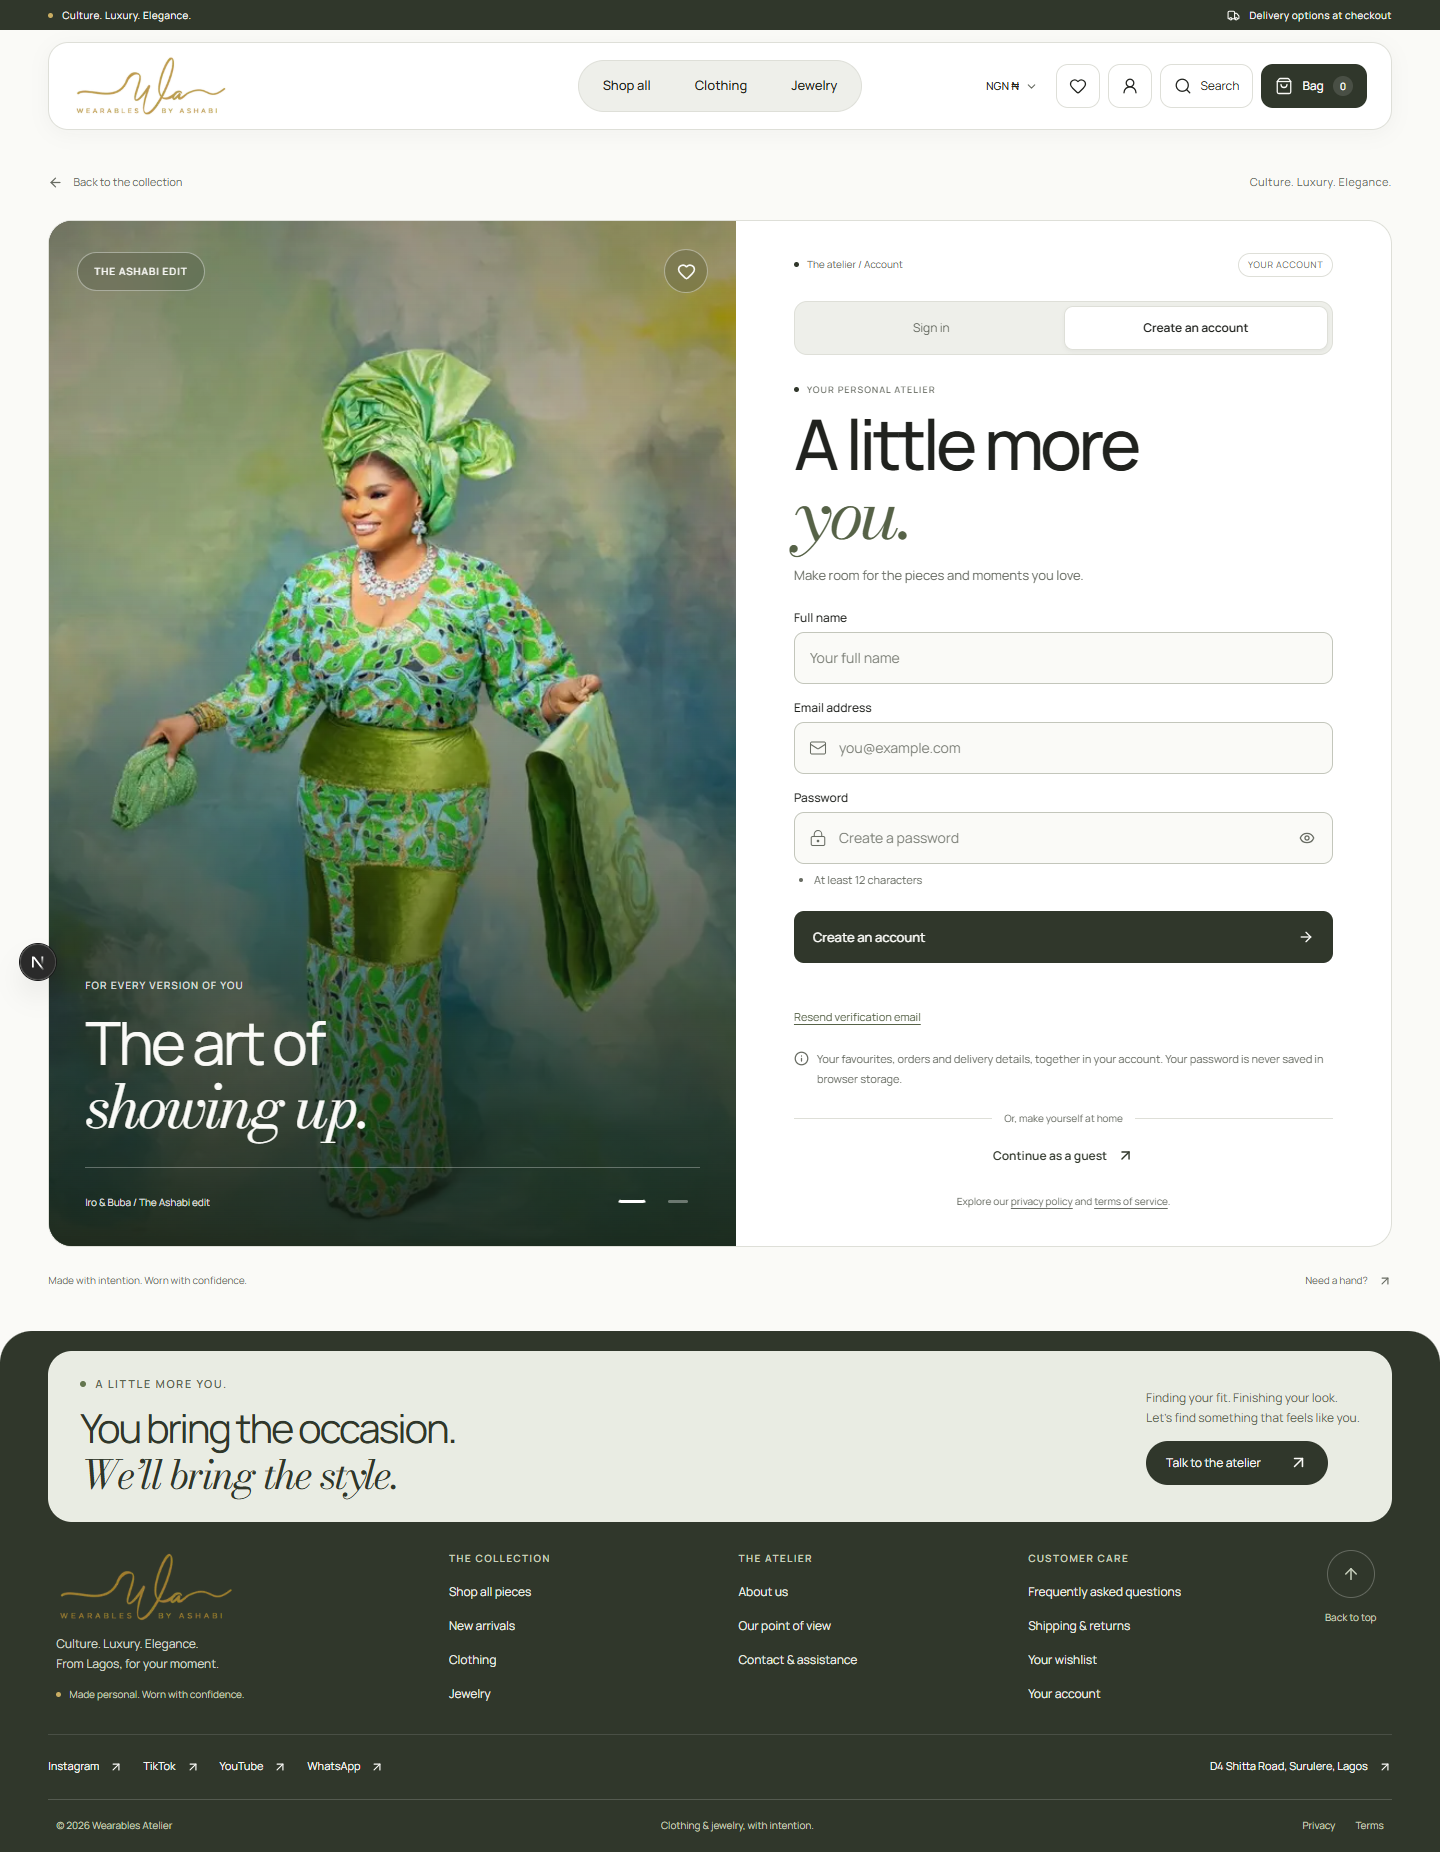 Culture. Luxury. Elegance.
Delivery options at checkout
Wla
WEARABLES BY ASHABI
Shop all
Clothing
Jewelry
NGN ₦
Search
Bag 0
Back to the collection
Culture. Luxury. Elegance.
THE ASHABI EDIT
FOR EVERY VERSION OF YOU
The art of
showing up.
Iro & Buba / The Ashabi edit
The atelier / Account
YOUR ACCOUNT
Sign in
Create an account
YOUR PERSONAL ATELIER
A little more
you.
Make room for the pieces and moments you love.
Full name
Your full name
Email address
you@example.com
Password
Create a password
At least 12 characters
Create an account
Resend verification email
Your favourites, orders and delivery details, together in your account. Your password is never saved in
browser storage.
Or, make yourself at home
Continue as a guest
Explore our privacy policy and terms of service.
N
Made with intention. Worn with confidence.
Need a hand?
A LITTLE MORE YOU.
You bring the occasion.
We’ll bring the style.
Finding your fit. Finishing your look.
Let’s find something that feels like you.
Talk to the atelier
Wla
WEARABLES BY ASHABI
Culture. Luxury. Elegance.
From Lagos, for your moment.
Made personal. Worn with confidence.
THE COLLECTION
Shop all pieces
New arrivals
Clothing
Jewelry
THE ATELIER
About us
Our point of view
Contact & assistance
CUSTOMER CARE
Frequently asked questions
Shipping & returns
Your wishlist
Your account
Back to top
Instagram
TikTok
YouTube
WhatsApp
D4 Shitta Road, Surulere, Lagos
© 2026 Wearables Atelier
Clothing & jewelry, with intention.
Privacy
Terms